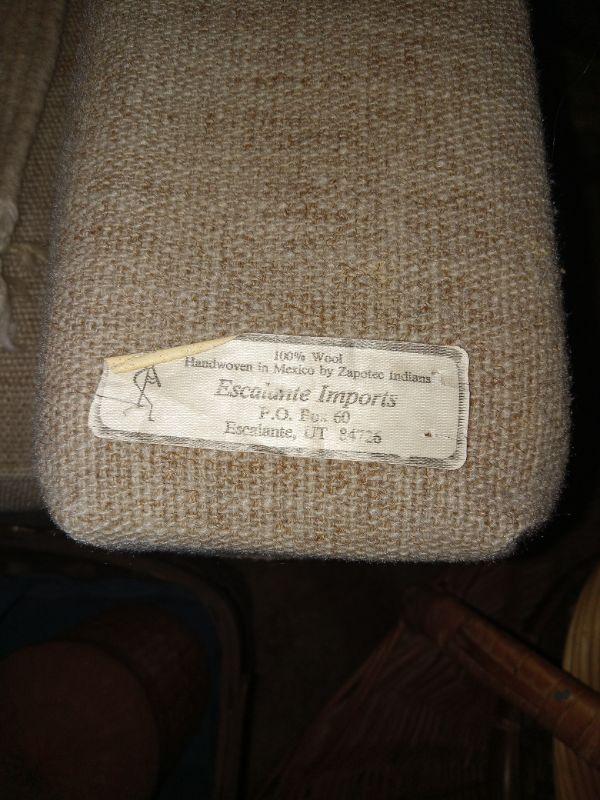 100% Wool
Handwoven in Mexico by Zapotec Indians
Escalante Imports
P.O. Box 60
Escalante, UT 84726